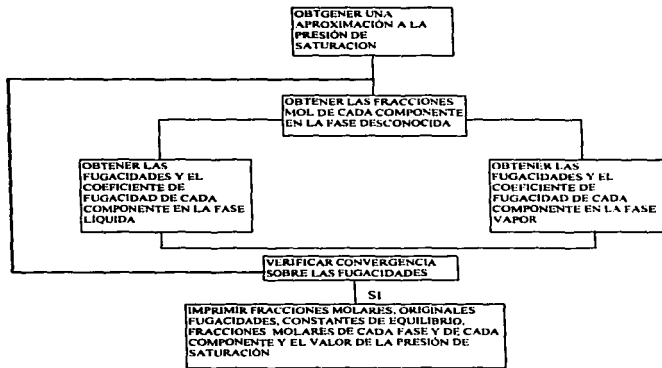 OBTGENER UNA
APROXIMACIÓN A LA
PRESIÓN DE
SATURACION
OBTENER LAS FRACCIONES
MOL DE CADA COMPONENTE
EN LA FASE DESCONOCIDA
OBTENER LAS
FUGACIDADES Y EL
COEFICIENTE DE
FUGACIDAD DE CADA
COMPONENTE EN LA FASE
LÍQUIDA
OBTENER LAS
FUGACIDADES Y EL
COEFICIENTE DE
FUGACIDAD DE CADA
COMPONENTE EN LA FASE
VAPOR
VERIFICAR CONVERGENCIA
SOBRE LAS FUGACIDADES
SI
IMPRIMIR FRACCIONES MOLARES, ORIGINALES
FUGACIDADES, CONSTANTES DE EQUILIBRIO,
FRACCIONES MOLARES DE CADA FASE Y DE CADA
COMPONENTE Y EL VALOR DE LA PRESIÓN DE
SATURACIÓN